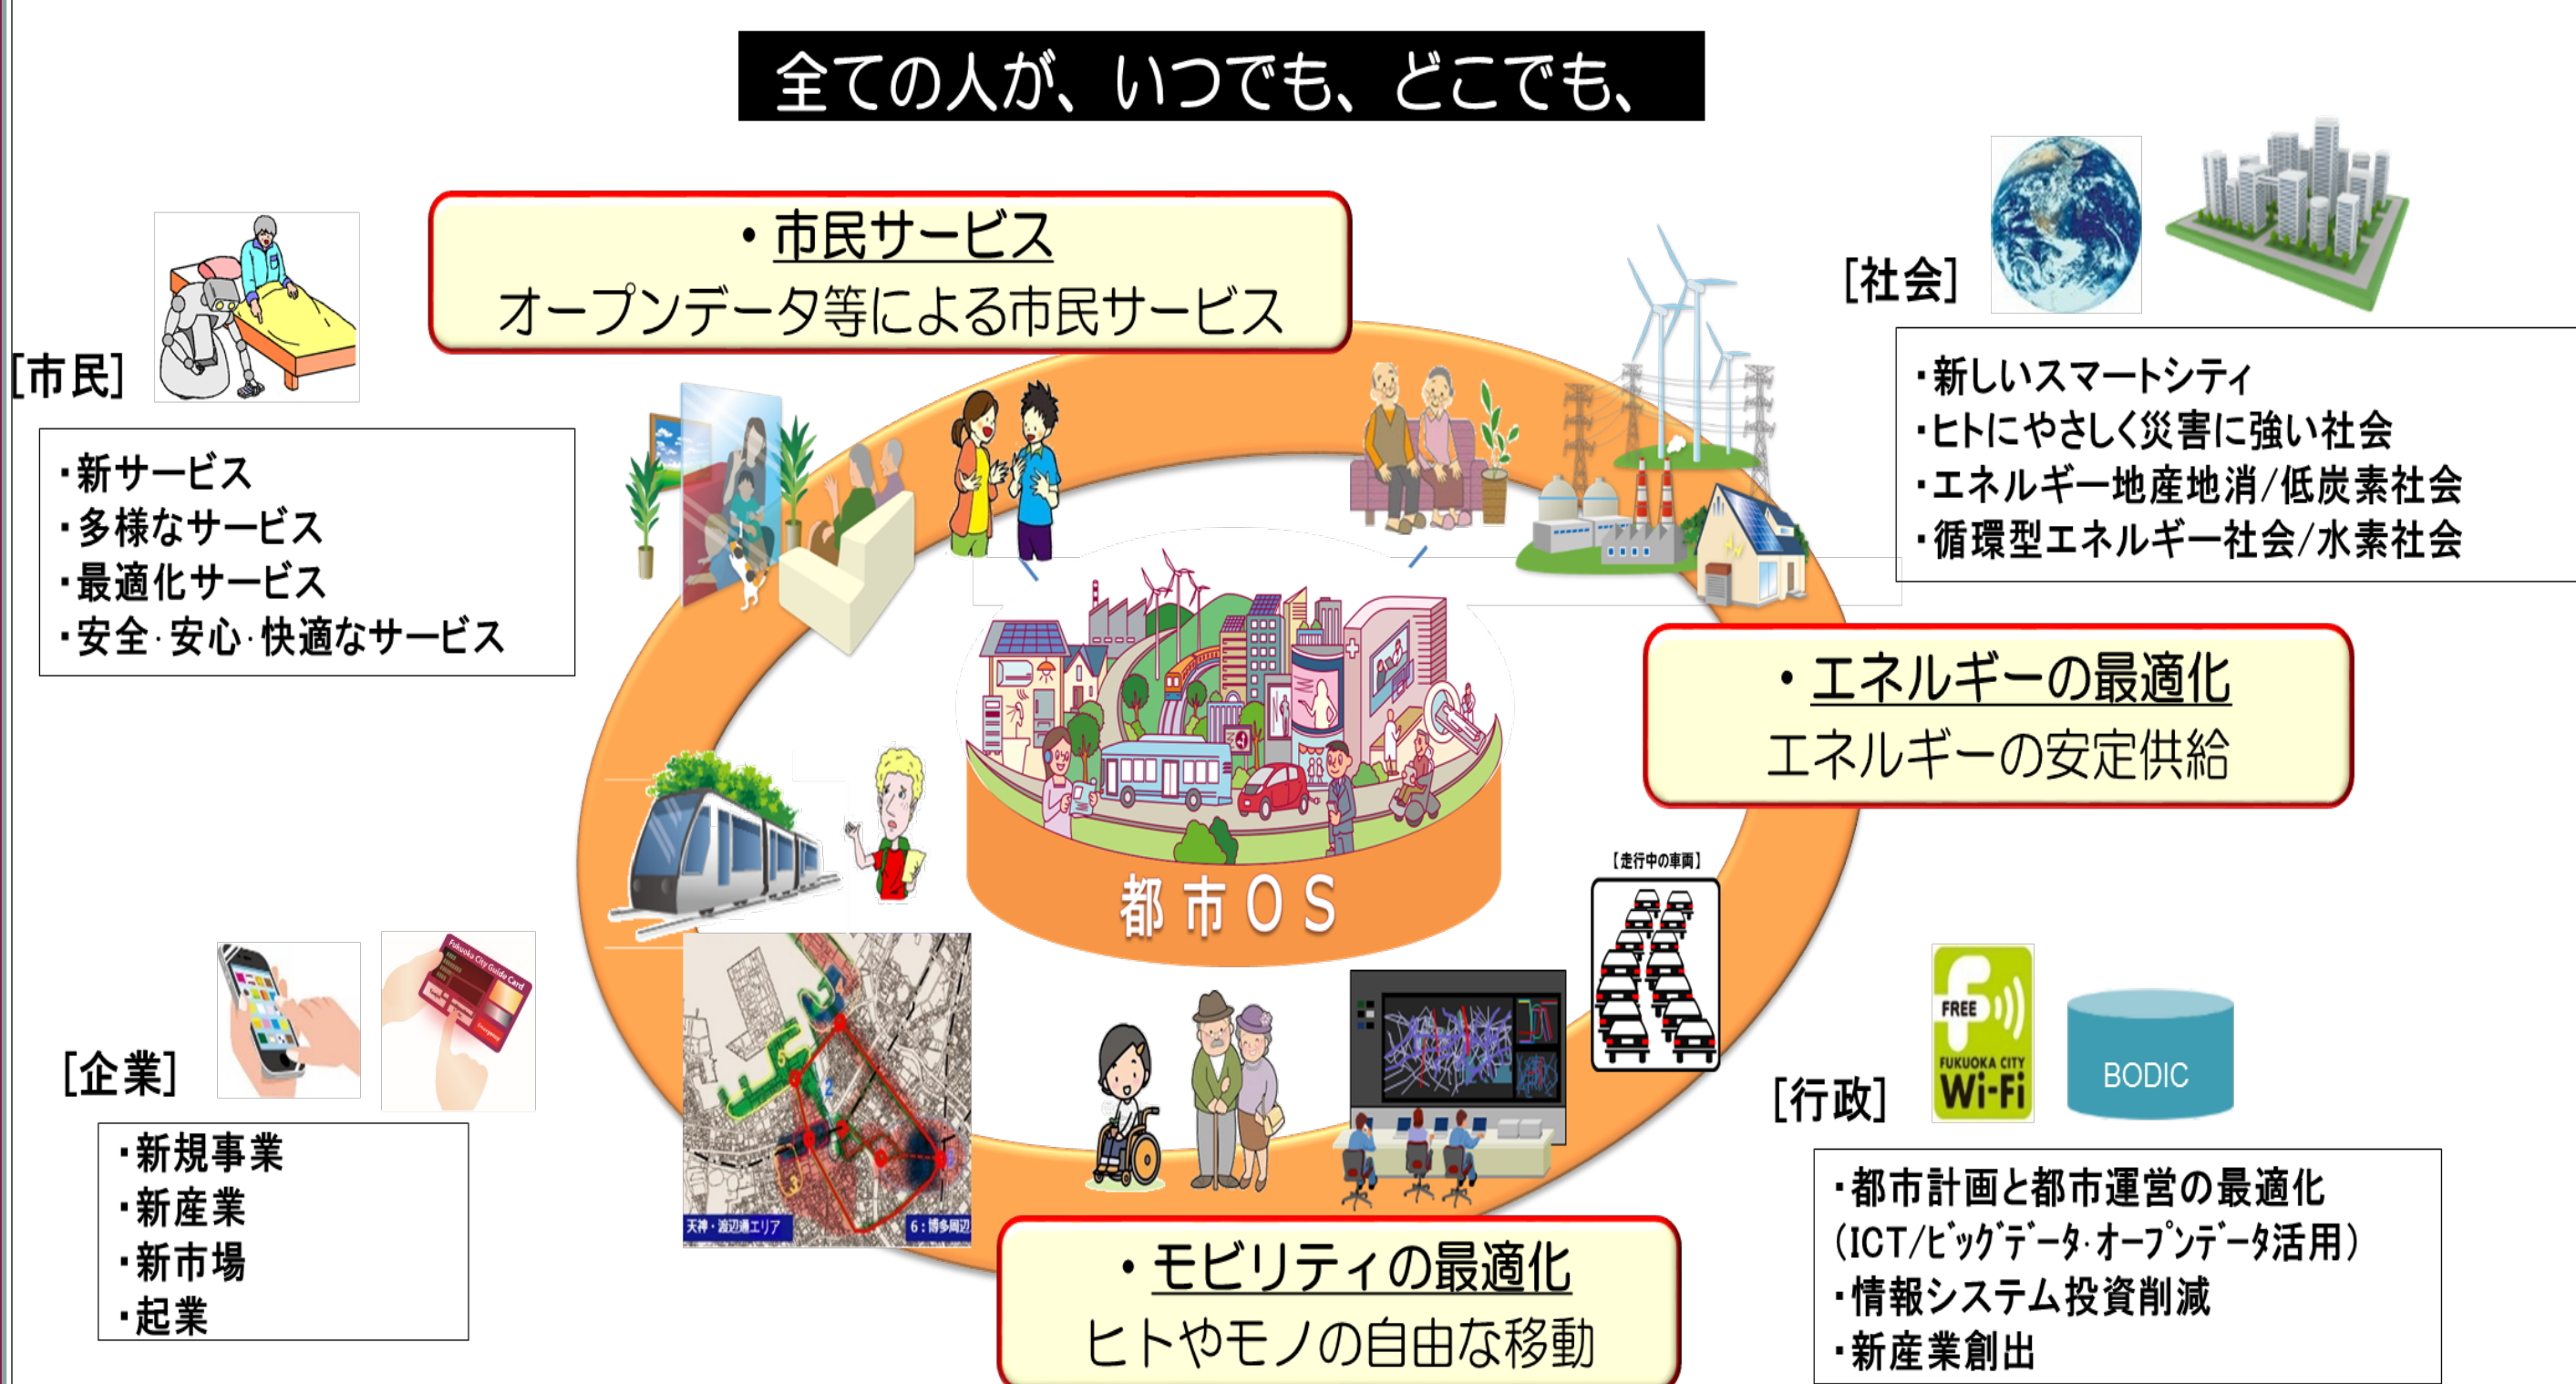 全ての人が、いつでも、どこでも、
・市民サービス
オープンデータ等による市民サービス
[市民]
・新サービス
・多様なサービス
・最適化サービス
・安全・安心・快適なサービス
[社会]
・新しいスマートシティ
・ヒトにやさしく災害に強い社会
・エネルギー地産地消/低炭素社会
・循環型エネルギー社会/水素社会
・エネルギーの最適化
エネルギーの安定供給
都市OS
【走行中の車両】
[企業]
Fukuoka City Guide Card
・新規事業
・新産業
・新市場
・起業
5
2
3
天神・渡辺通エリア
6：博多周辺
・モビリティの最適化
ヒトやモノの自由な移動
[行政]
FREE
FUKUOKA CITY
Wi-Fi
BODIC
・都市計画と都市運営の最適化
（ICT/ビッグデータ・オープンデータ活用）
・情報システム投資削減
・新産業創出